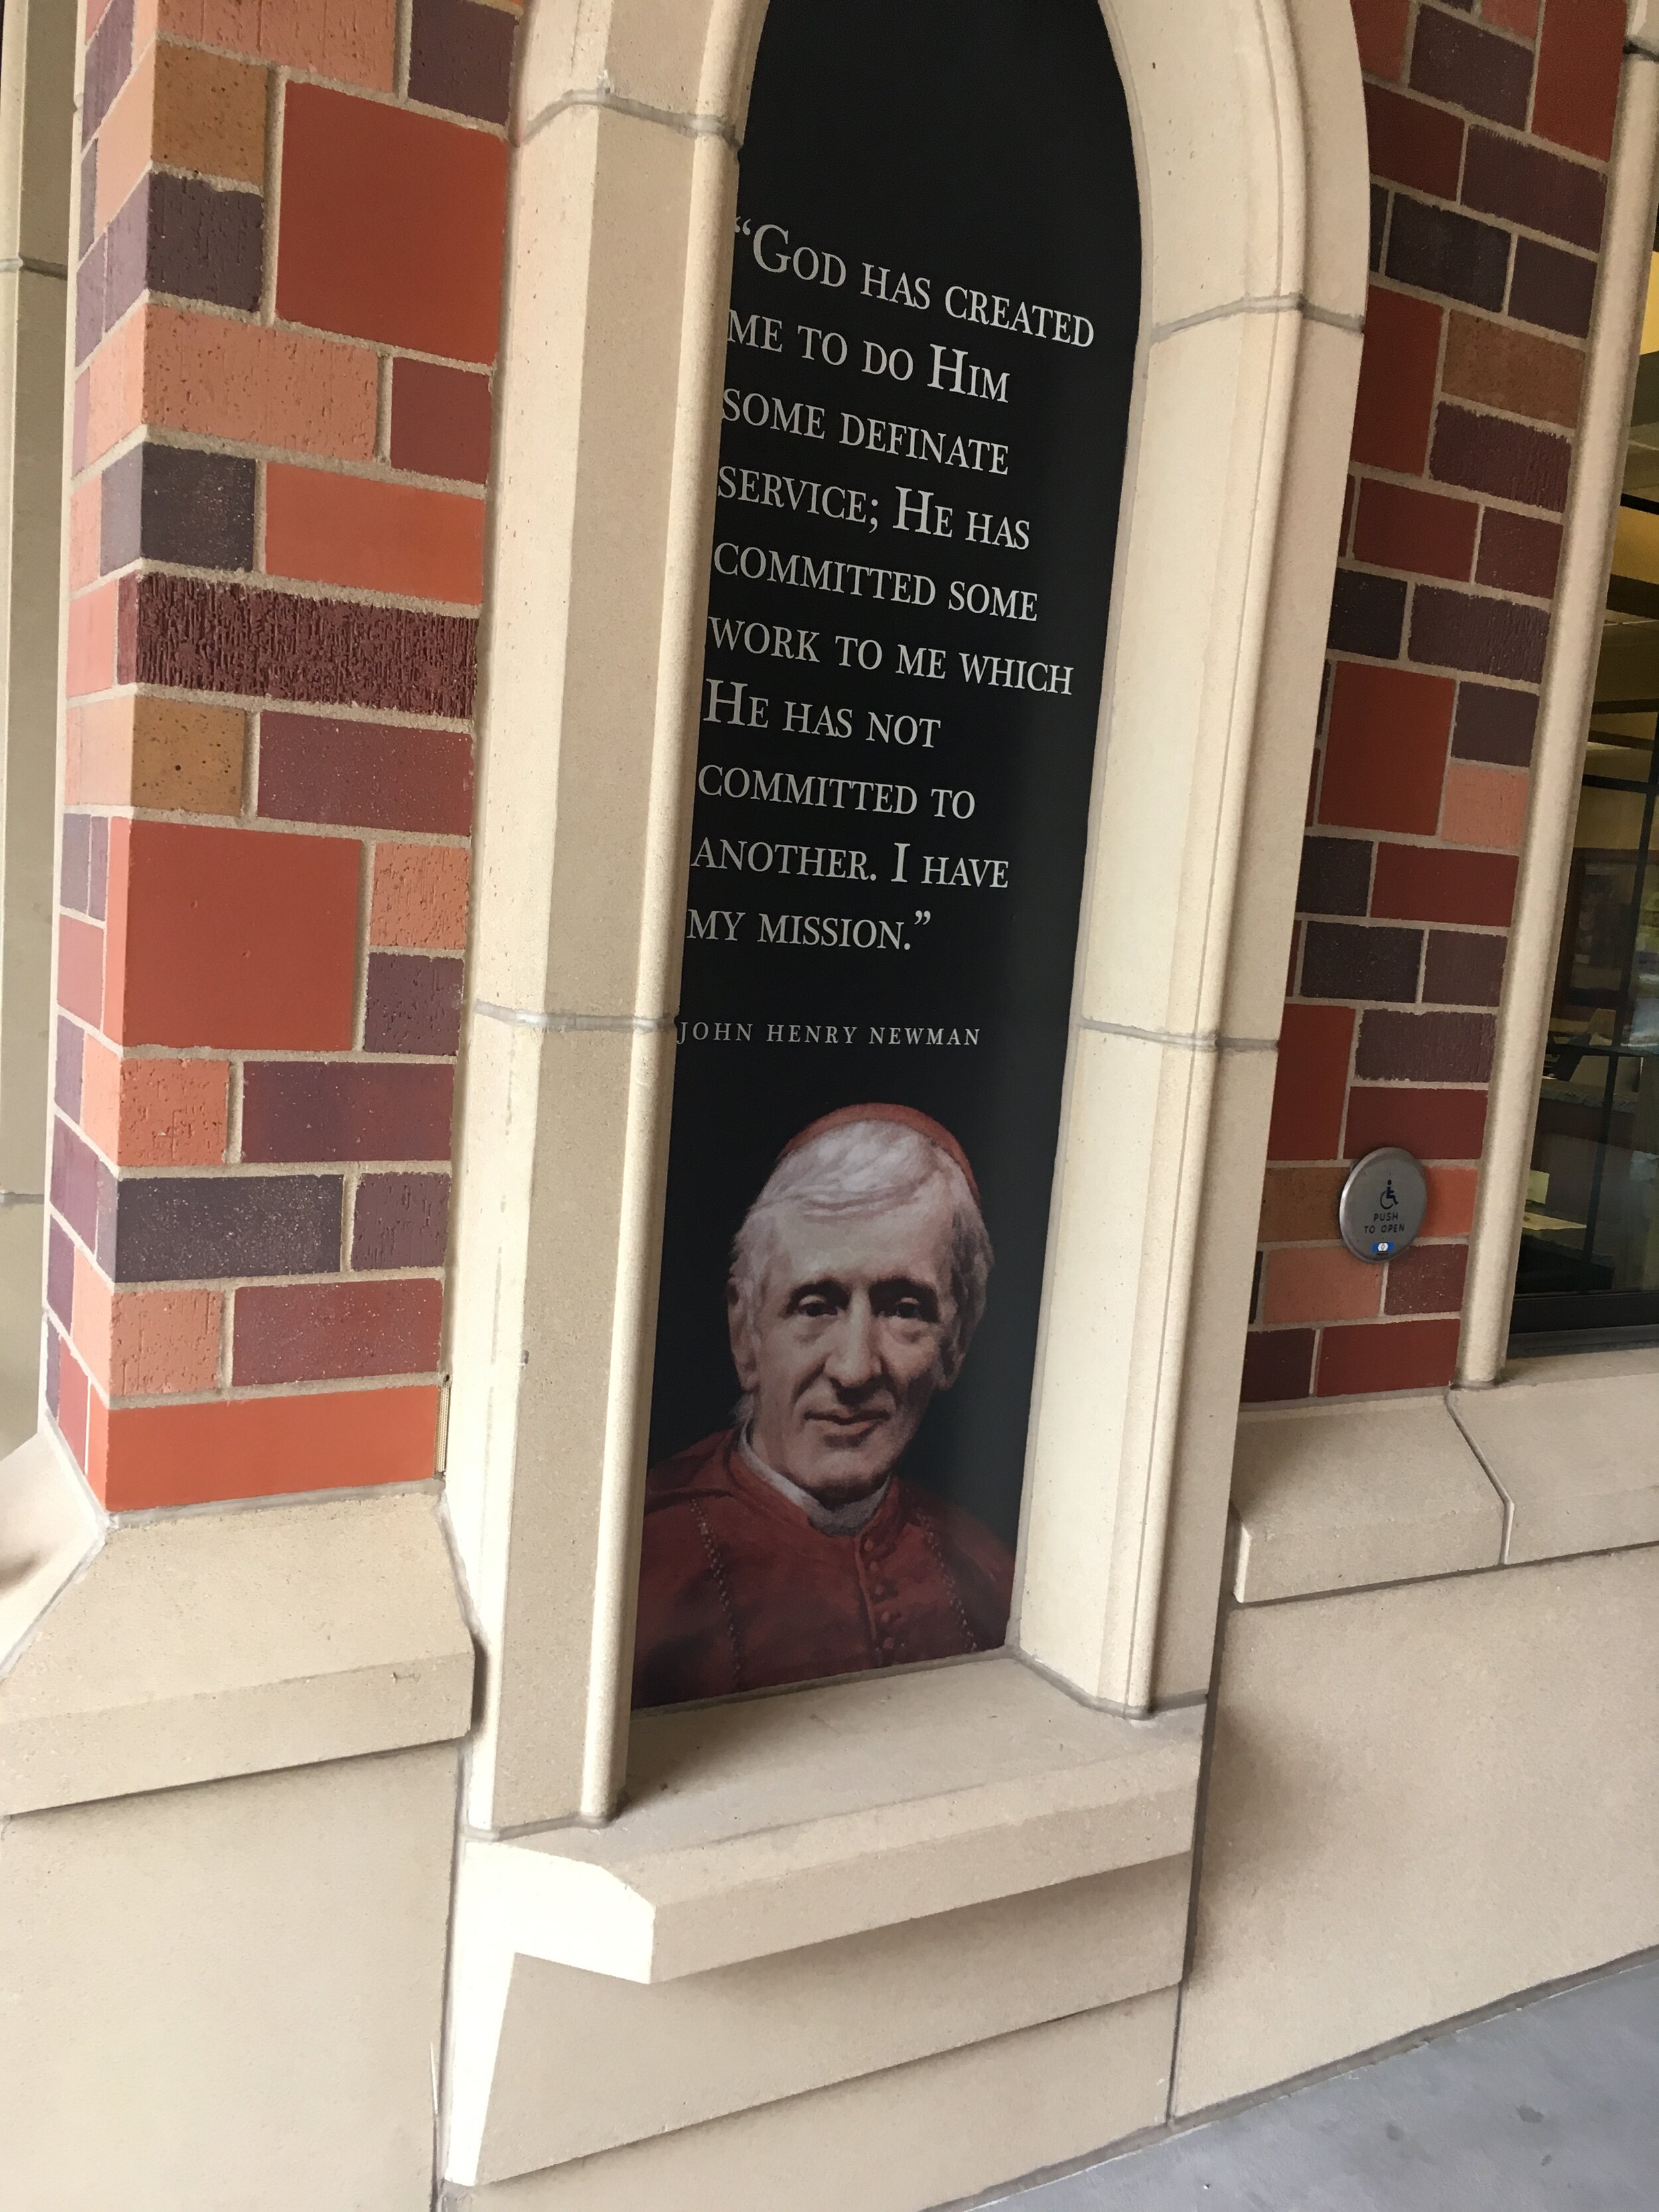 “God has created
me to do Him
some definate
service; He has
committed some
work to me which
He has not
committed to
another. I have
my mission.”
JOHN HENRY NEWMAN
PUSH
TO OPEN